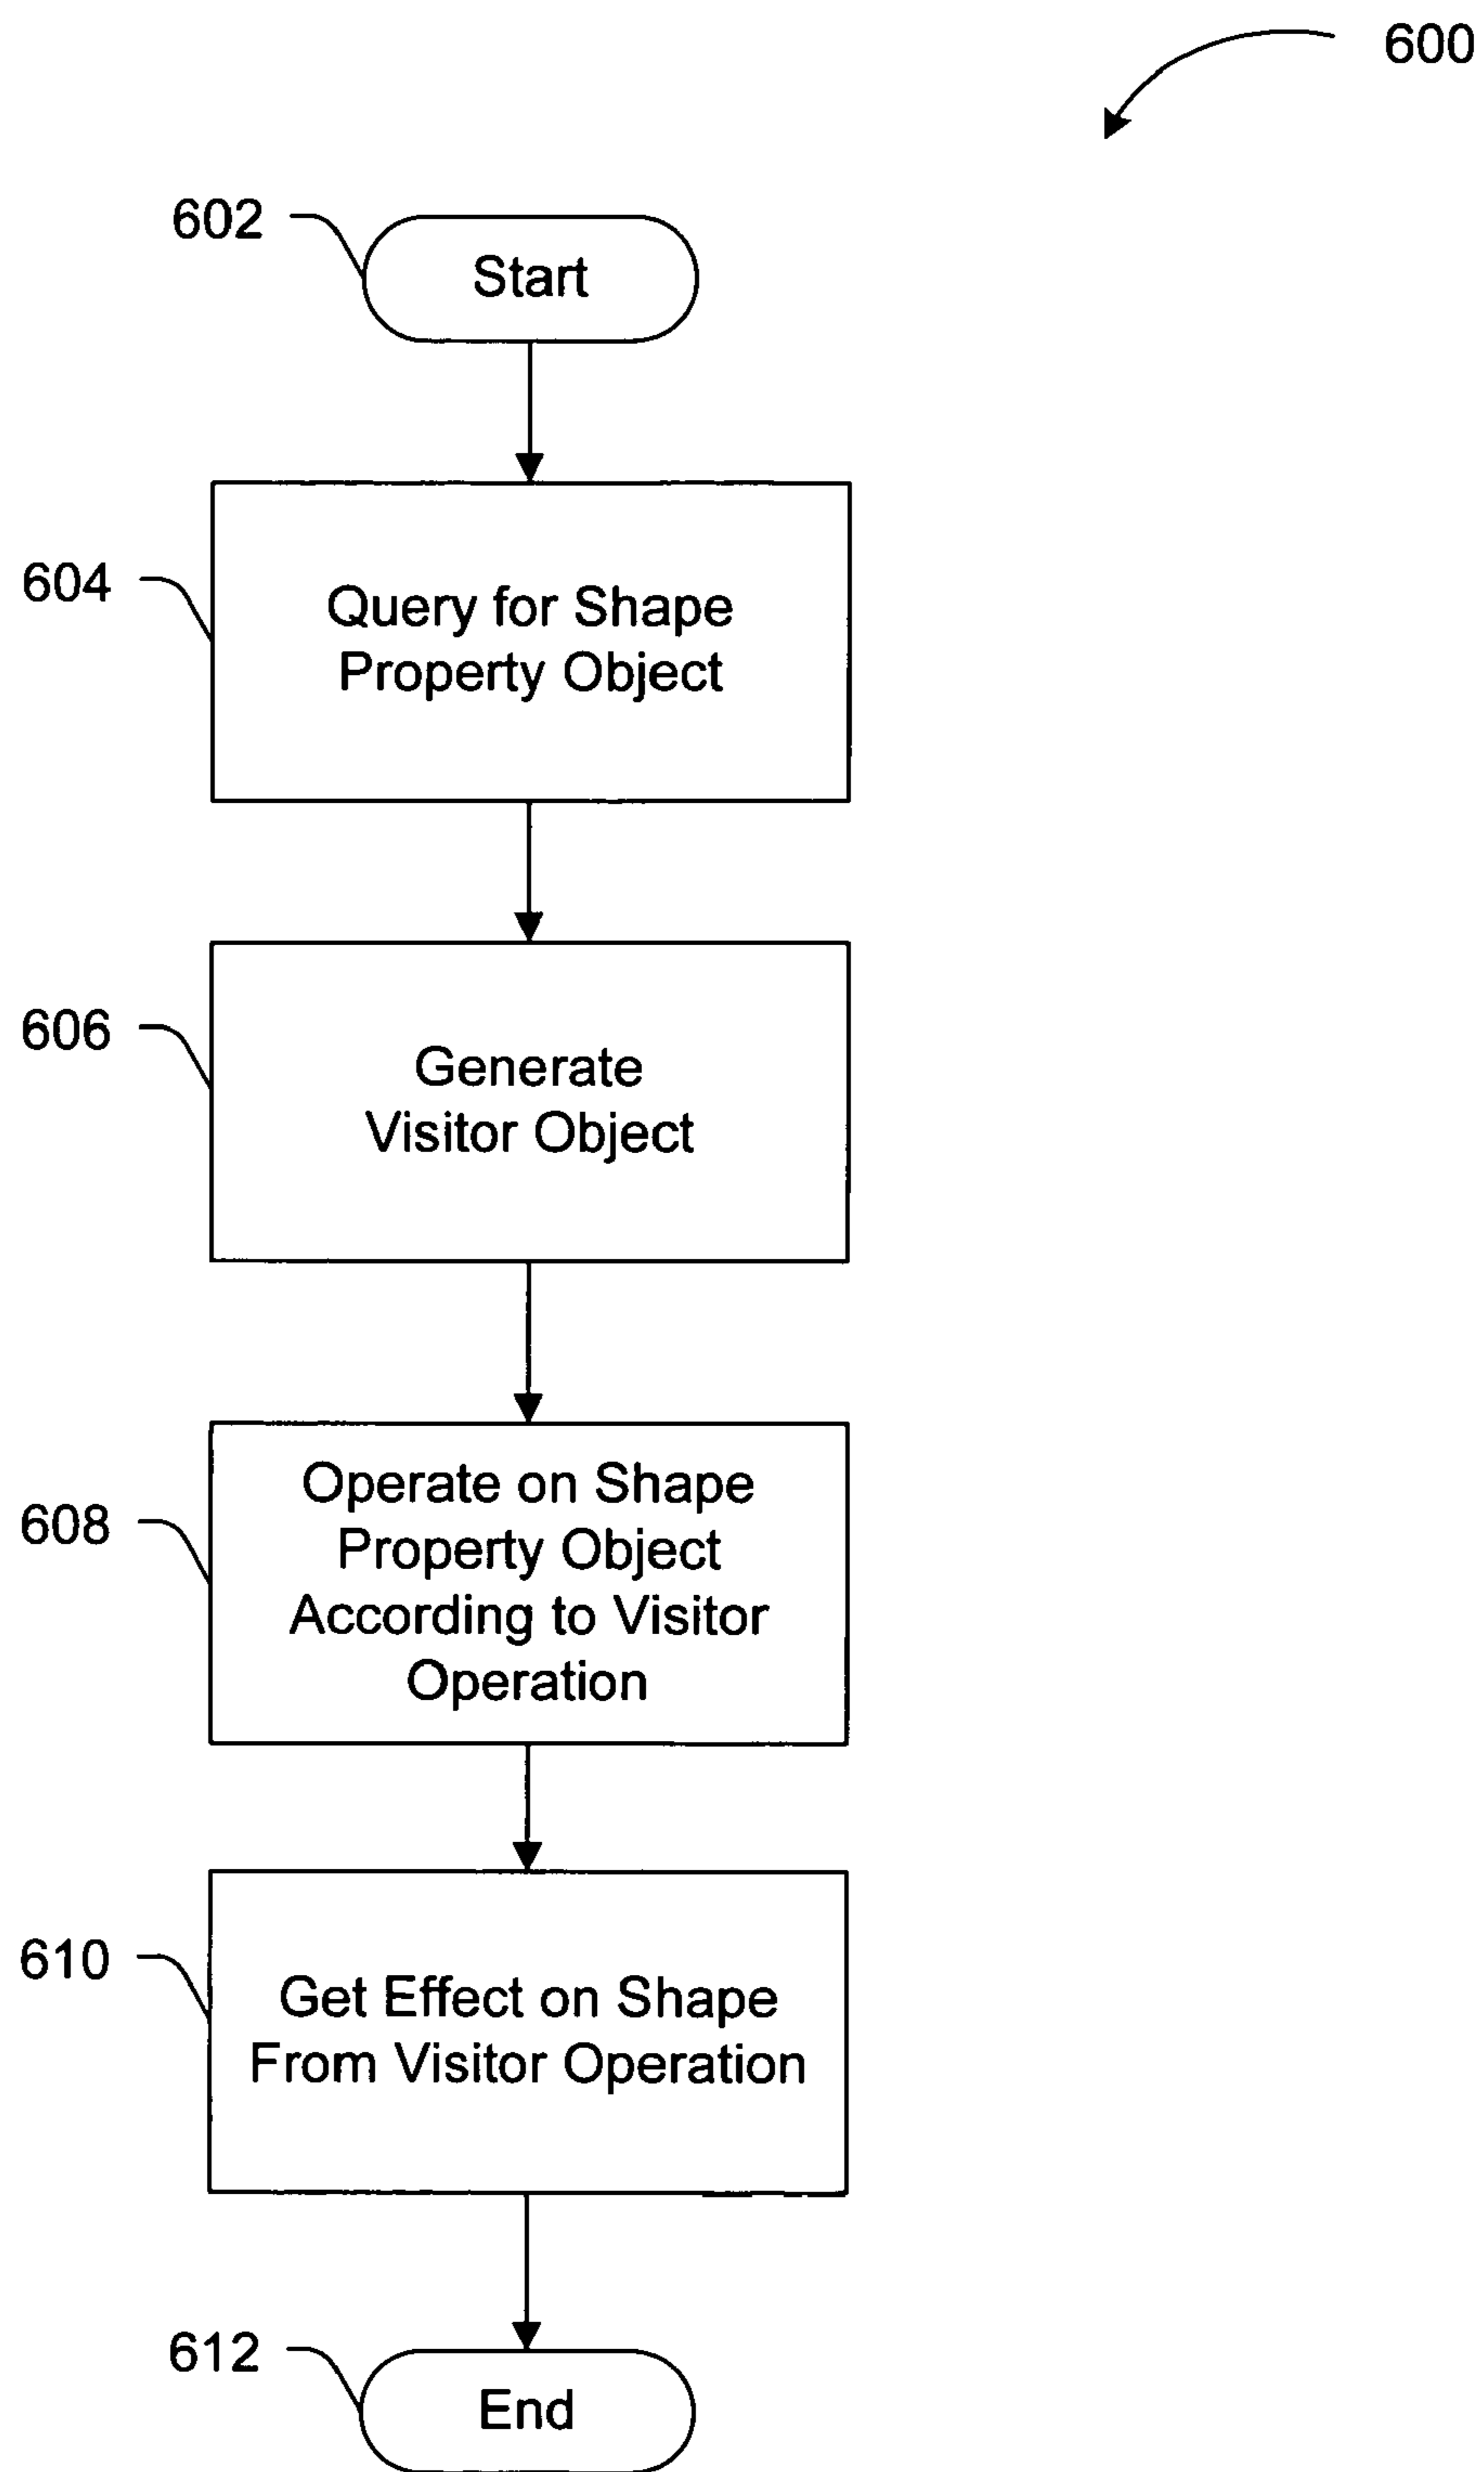 600
602
Start
604
Query for Shape
Property Object
606
Generate
Visitor Object
608
Operate on Shape
Property Object
According to Visitor
Operation
610
Get Effect on Shape
From Visitor Operation
612
End